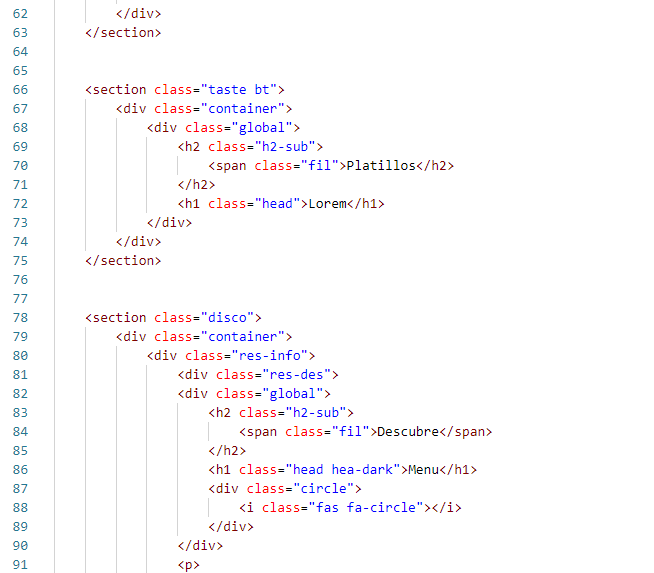 62 </div>
63 </section>
64
65
66 <section class="taste bt">
67 <div class="container">
68 <div class="global">
69 <h2 class="h2-sub">
70 <span class="fil">Platillos</h2>
71 </h2>
72 <h1 class="head">Lorem</h1>
73 </div>
74 </div>
75 </section>
76
77
78 <section class="disco">
79 <div class="container">
80 <div class="res-info">
81 <div class="res-des">
82 <div class="global">
83 <h2 class="h2-sub">
84 <span class="fil">Descubre</span>
85 </h2>
86 <h1 class="head hea-dark">Menu</h1>
87 <div class="circle">
88 <i class="fas fa-circle"></i>
89 </div>
90 </div>
91 <p>